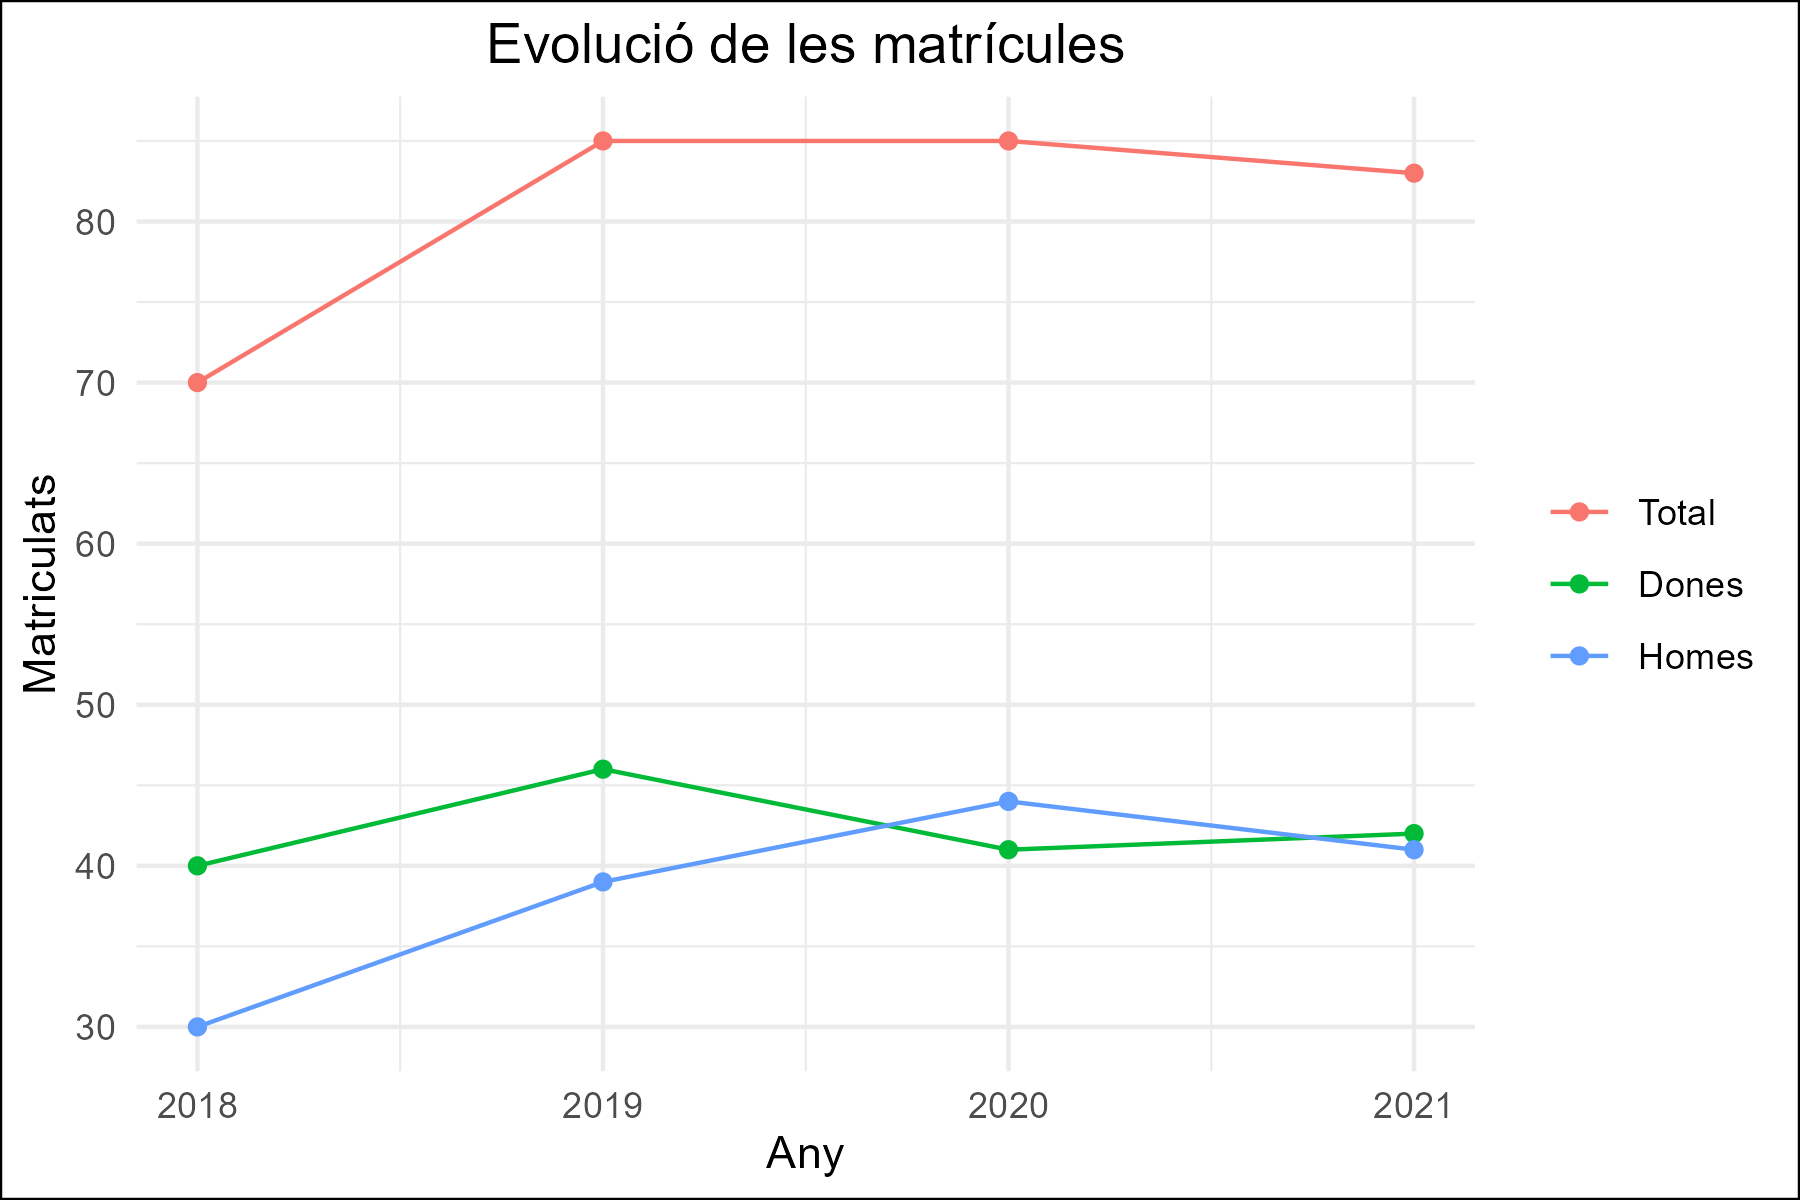 Evolució de les matrícules
Matriculats
80
70
60
50
40
30
2018 2019 2020 2021
Any
Total
Dones
Homes